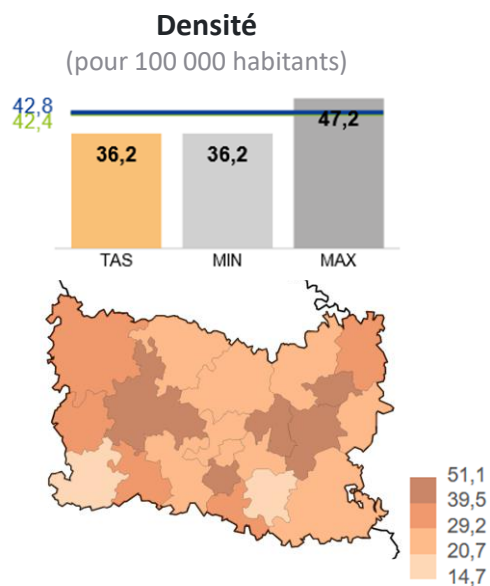 Densité
(pour 100 000 habitants)
42,8
42,4
47,2
36,2
36,2
TAS
MIN
MAX
51,1
39,5
29,2
20,7
14,7